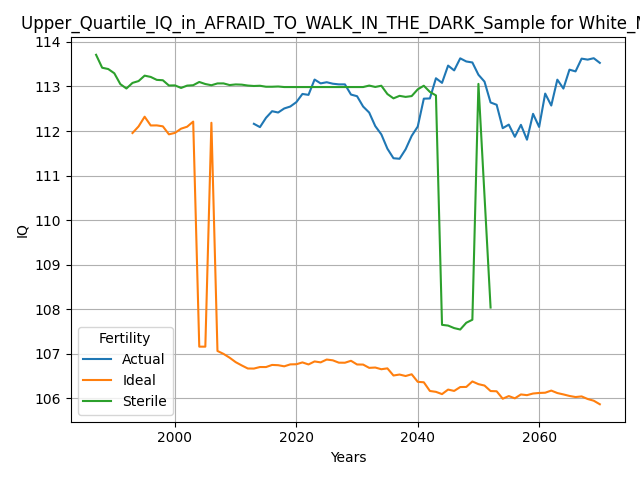 Upper_Quartile_IQ_in_AFRAID_TO_WALK_IN_THE_DARK_Sample for White_
114
113
112
111
110
109
108
107
106
IQ
Fertility
Actual
Ideal
Sterile
2000
2020
2040
2060
Years